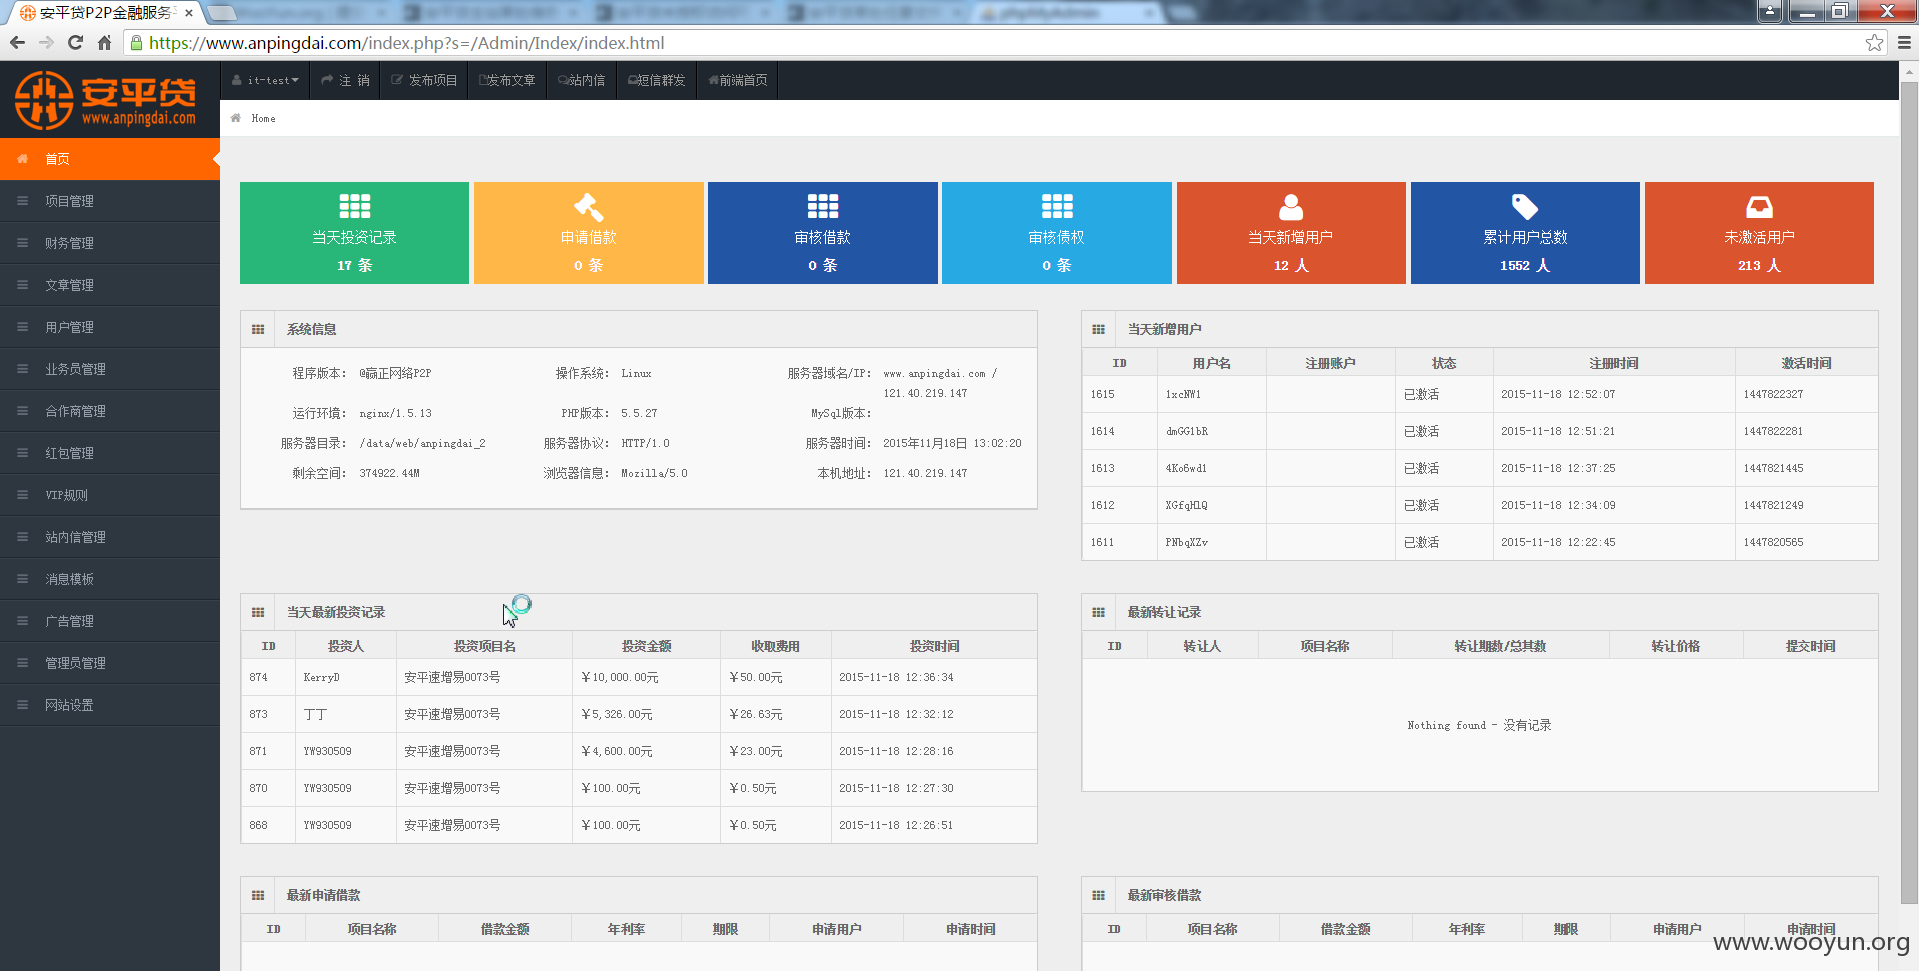 安平贷P2P金融服务
https://www.anpingdai.com/index.php?s=/Admin/Index/index.html
安平贷
www.anpingdai.com
it-test 注 销 发布项目 发布文章 站内信 短信群发 前端首页
Home
首页
项目管理
财务管理
文章管理
用户管理
业务员管理
合作商管理
红包管理
VIP规则
站内信管理
消息模板
广告管理
管理员管理
网站设置
当天投资记录
17 条
申请借款
0 条
审核借款
0 条
审核债权
0 条
当天新增用户
12 人
累计用户总数
1552 人
未激活用户
213 人
系统信息
程序版本: @赢正网络P2P 操作系统: Linux 服务器域名/IP: www.anpingdai.com /
121.40.219.147
运行环境: nginx/1.5.13 PHP版本: 5.5.27 MySql版本:
服务器目录: /data/web/anpingdai_2 服务器协议: HTTP/1.0 服务器时间: 2015年11月18日 13:02:20
剩余空间: 374922.44M 浏览器信息: Mozilla/5.0 本机地址: 121.40.219.147
当天新增用户
ID 用户名 注册账户 状态 注册时间 激活时间
1615 1xcNW1 已激活 2015-11-18 12:52:07 1447822327
1614 dmGG1bR 已激活 2015-11-18 12:51:21 1447822281
1613 4Ko6wd1 已激活 2015-11-18 12:37:25 1447821445
1612 XGfqHlQ 已激活 2015-11-18 12:34:09 1447821249
1611 PNbqXZv 已激活 2015-11-18 12:22:45 1447820565
当天最新投资记录
ID 投资人 投资项目名 投资金额 收取费用 投资时间
874 KerryD 安平速增易0073号 ￥10,000.00元 ￥50.00元 2015-11-18 12:36:34
873 丁丁 安平速增易0073号 ￥5,326.00元 ￥26.63元 2015-11-18 12:32:12
871 YW930509 安平速增易0073号 ￥4,600.00元 ￥23.00元 2015-11-18 12:28:16
870 YW930509 安平速增易0073号 ￥100.00元 ￥0.50元 2015-11-18 12:27:30
868 YW930509 安平速增易0073号 ￥100.00元 ￥0.50元 2015-11-18 12:26:51
最新转让记录
ID 转让人 项目名称 转让期数/总其数 转让价格 提交时间
Nothing found - 没有记录
最新申请借款
ID 项目名称 借款金额 年利率 期限 申请用户 申请时间
最新审核借款
ID 项目名称 借款金额 年利率 期限 申请用户 申请时间
www.wooyun.org